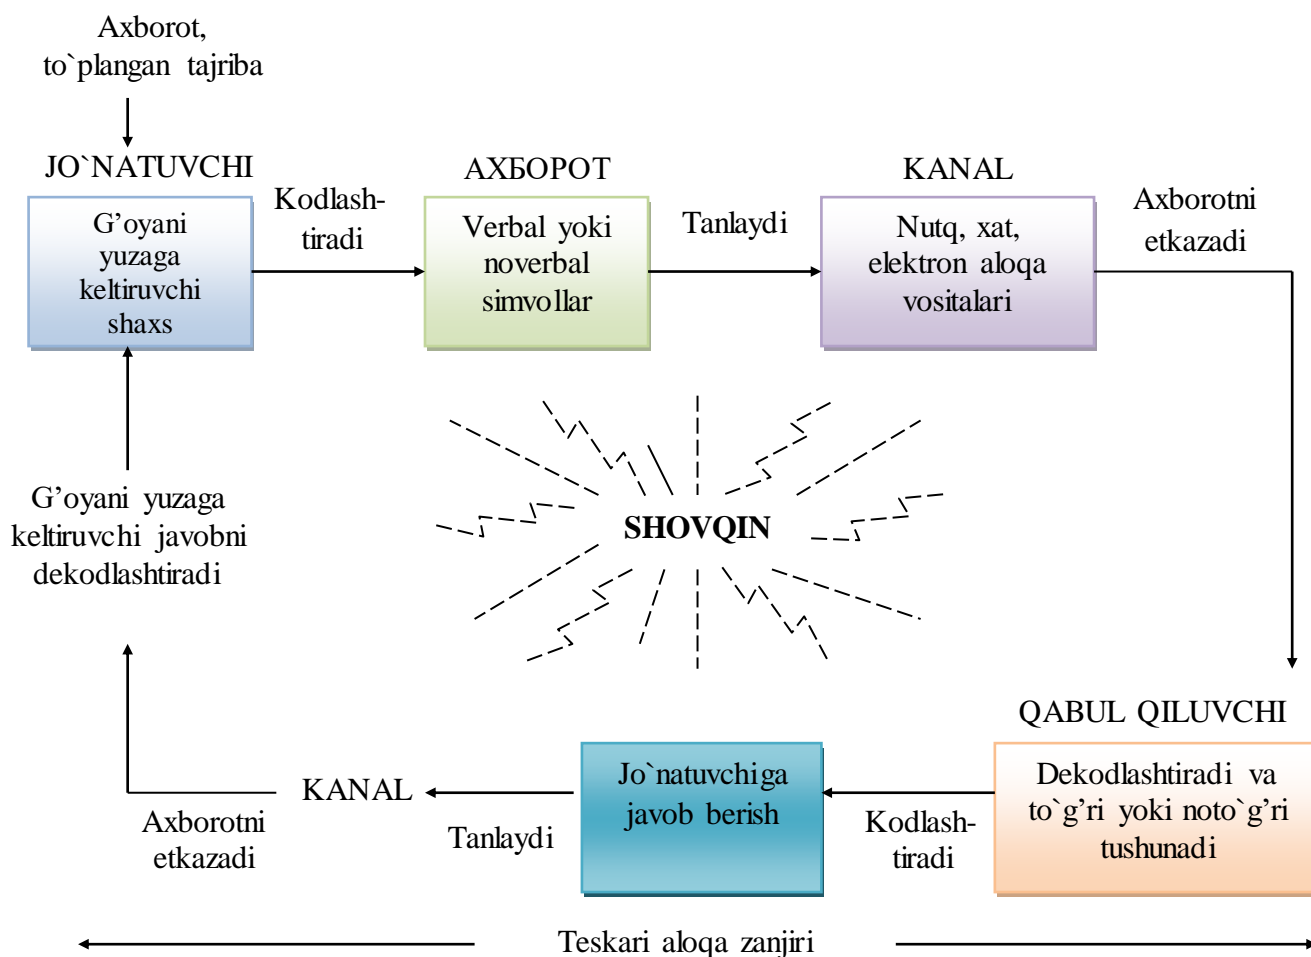 Axborot,
to`plangan tajriba
JO`NATUVCHI
G’oyani
yuzaga
keltiruvchi
shaxs
Kodlash-
tiradi
АХБОРОТ
Verbal yoki
noverbal
simvollar
Tanlaydi
KANAL
Nutq, xat,
elektron aloqa
vositalari
Axborotni
etkazadi
SHOVQIN
G’oyani yuzaga
keltiruvchi javobni
dekodlashtiradi
QABUL QILUVCHI
Dekodlashtiradi va
to`g’ri yoki noto`g’ri
tushunadi
Kodlash-
tiradi
Jo`natuvchiga
javob berish
Tanlaydi
KANAL
Axborotni
etkazadi
Teskari aloqa zanjiri